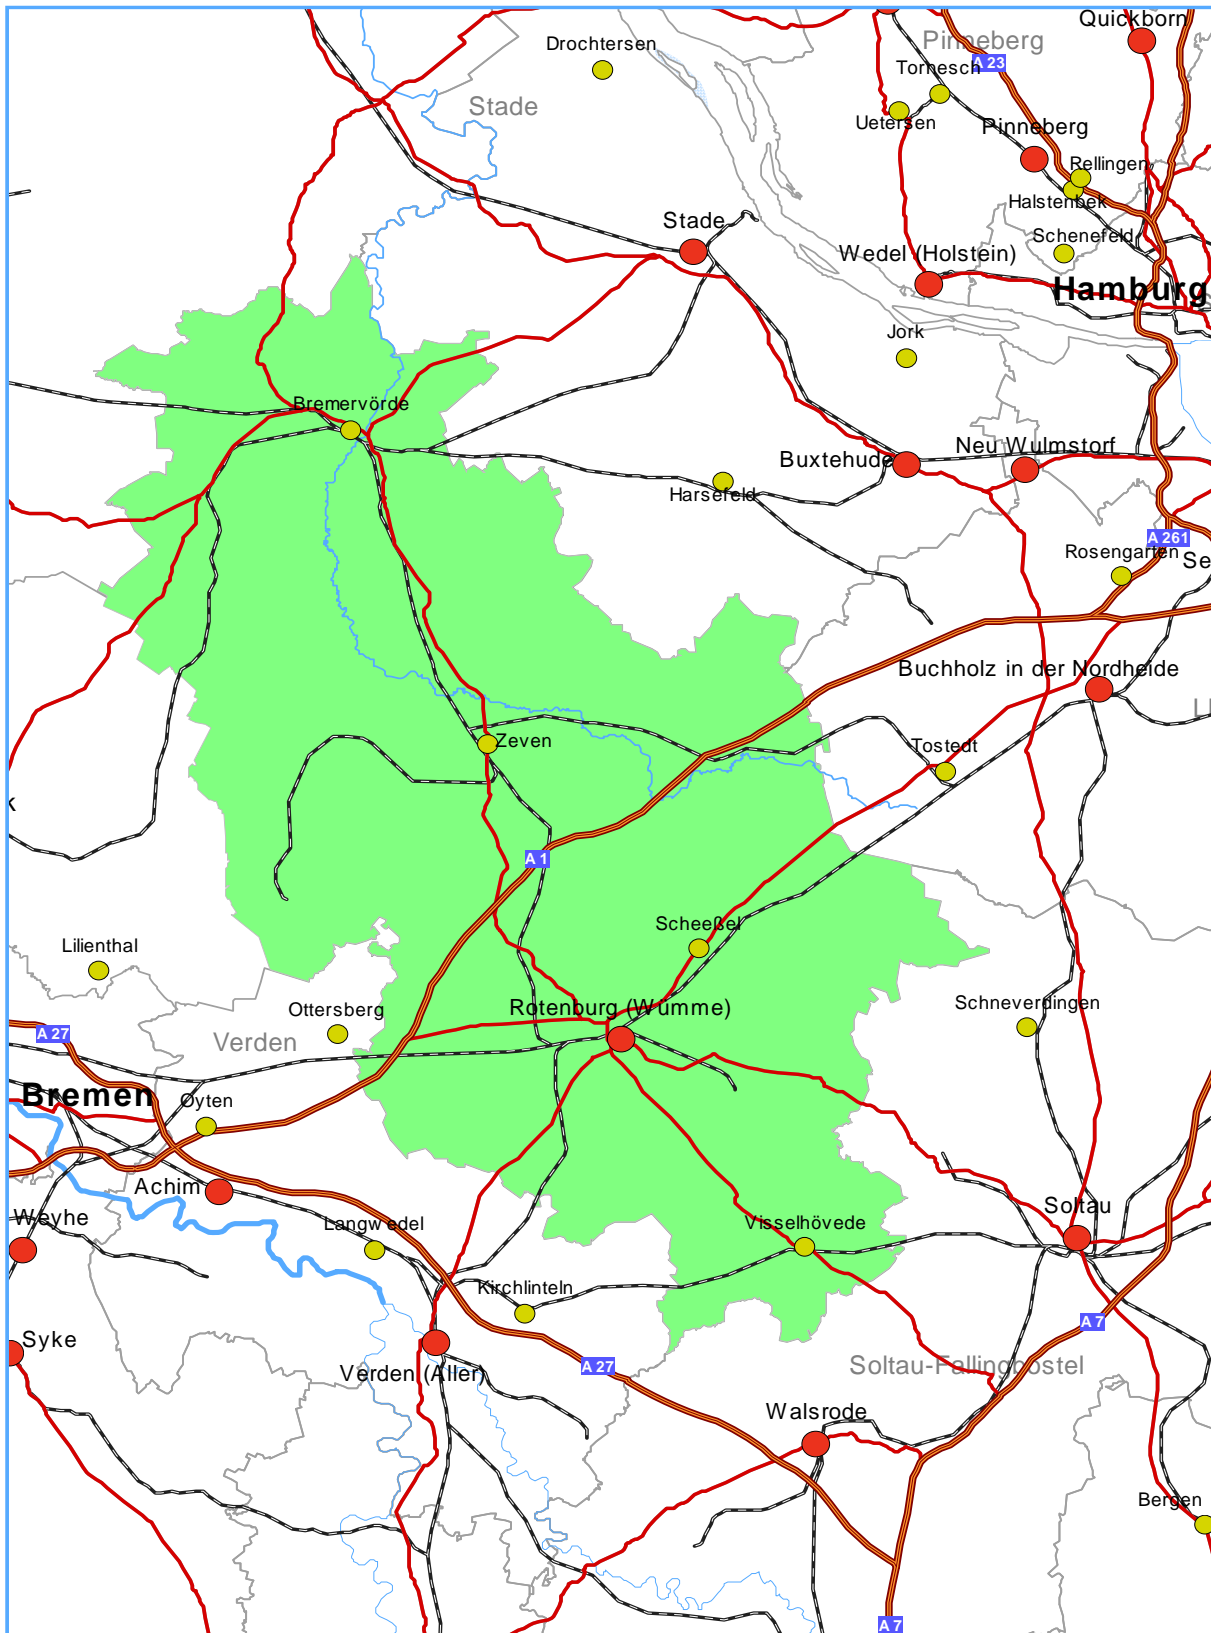 Quickborn
Drochtersen
Pinneberg
A 23
Tornesch
Stade
Uetersen
Pinneberg
Rellingen
Halstenbek
Stade
Schenefeld
Wedel (Holstein)
Hamburg
Jork
Bremervörde
Buxtehude
Neu Wulmstorf
Harsefeld
A 261
Rosengarten
Se
Buchholz in der Nordheide
Zeven
Tostedt
k
A 1
Scheeßel
Lilienthal
Ottersberg
Rotenburg (Wümme)
Schneverdingen
A 27
Verden
Bremen
Oyten
Achim
Soltau
Weyhe
Langwedel
Visselhövede
Kirchlinteln
A 7
Syke
Verden (Aller)
A 27
Soltau-Fallingbostel
Walsrode
Bergen
A 7